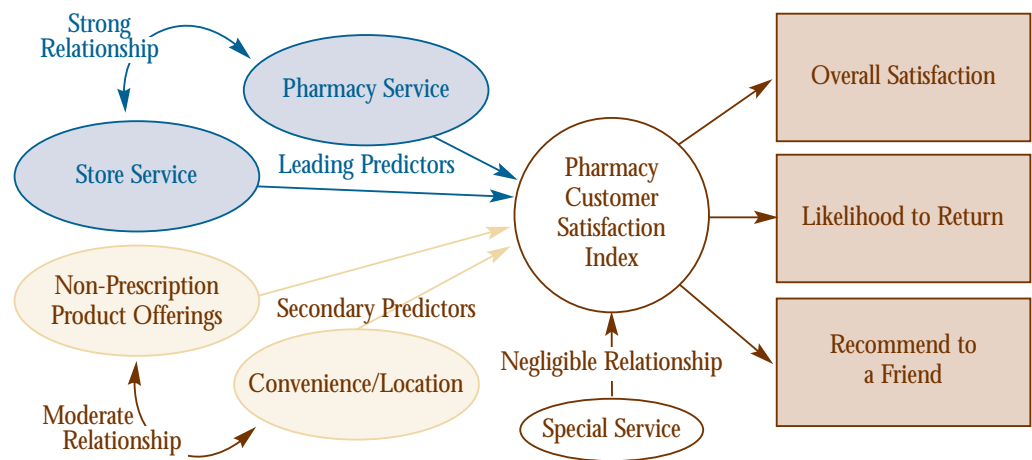 Strong
Relationship
Pharmacy Service
Store Service
Leading Predictors
Non-Prescription
Product Offerings
Secondary Predictors
Convenience/Location
Moderate
Relationship
Pharmacy
Customer
Satisfaction
Index
Negligible Relationship
Special Service
Overall Satisfaction
Likelihood to Return
Recommend to
a Friend